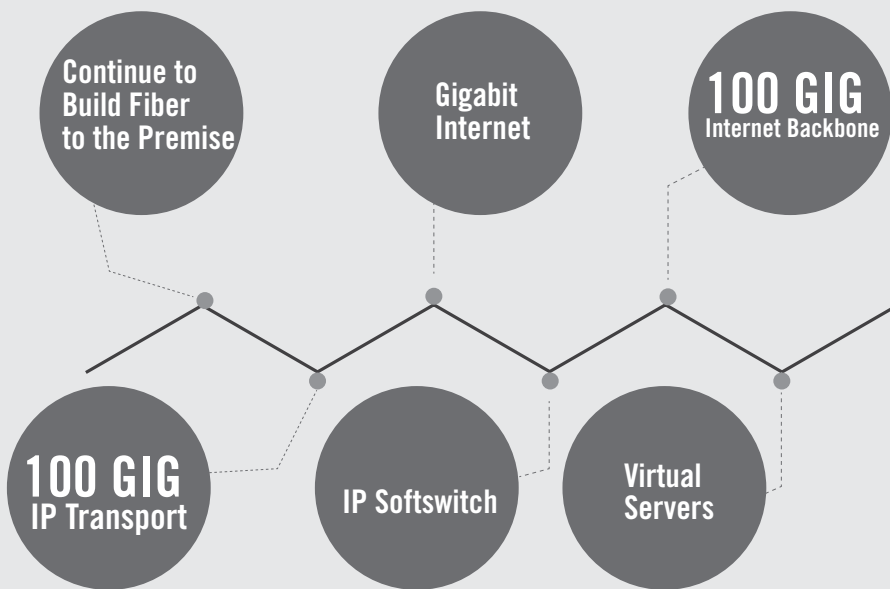 Continue to
Build Fiber
to the Premise
Gigabit
Internet
100 GIG
Internet Backbone
100 GIG
IP Transport
IP Softswitch
Virtual
Servers